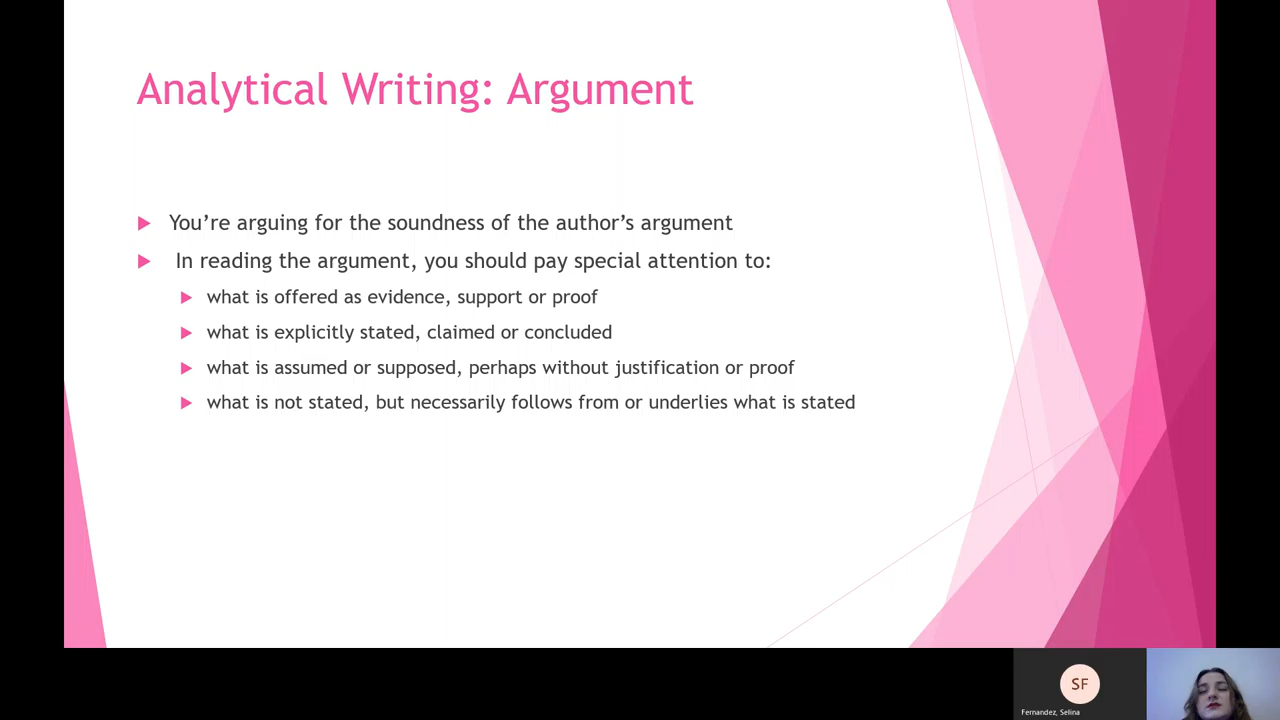 Analytical Writing: Argument
You’re arguing for the soundness of the author’s argument
In reading the argument, you should pay special attention to:
what is offered as evidence, support or proof
what is explicitly stated, claimed or concluded
what is assumed or supposed, perhaps without justification or proof
what is not stated, but necessarily follows from or underlies what is stated
SF
Fernandez, Selina